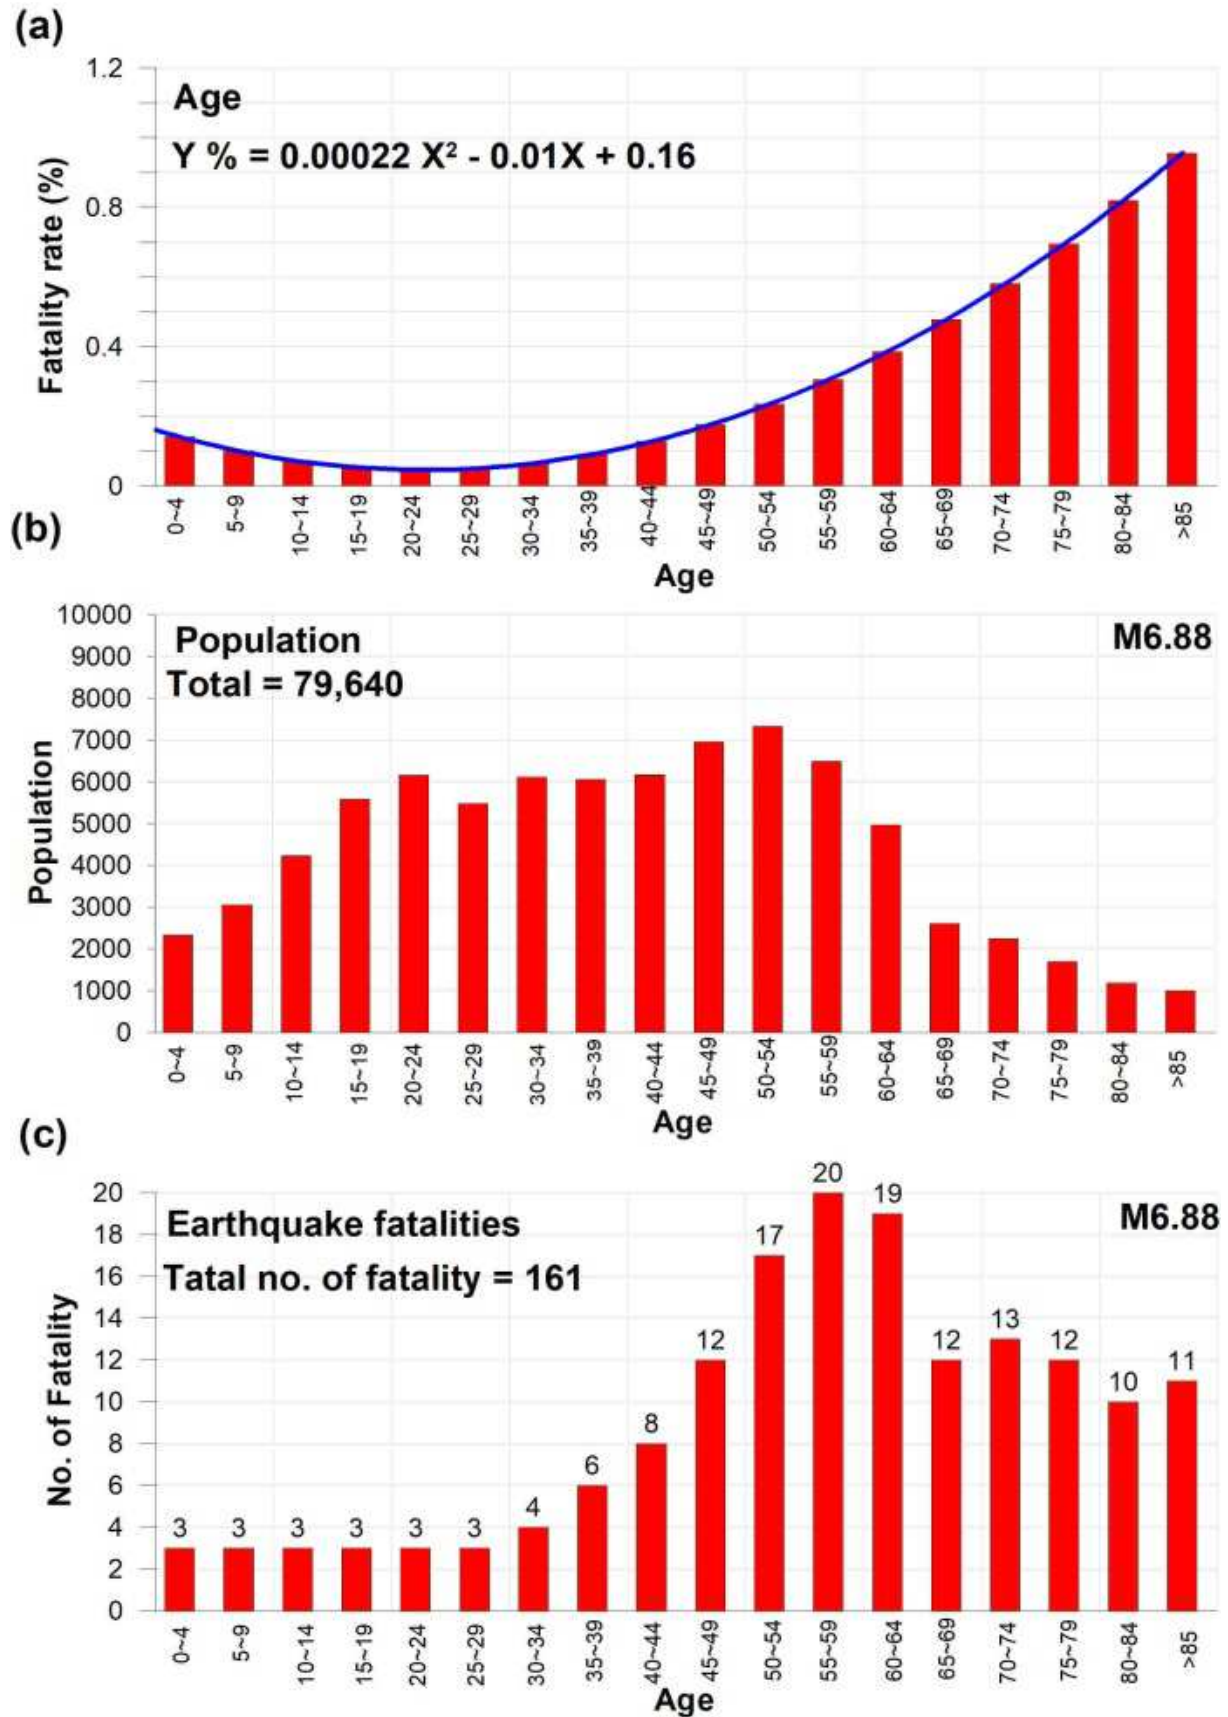 (a)
1.2
0.8
0.4
0
Fatality rate (%)
Age
Y % = 0.00022 X² - 0.01X + 0.16
0~4 5~9 10~14 15~19 20~24 25~29 30~34 35~39 40~44 45~49 50~54 55~59 60~64 65~69 70~74 75~79 80~84 >85
Age
(b)
10000
9000
8000
7000
6000
5000
4000
3000
2000
1000
0
Population
Population
Total = 79,640
M6.88
0~4 5~9 10~14 15~19 20~24 25~29 30~34 35~39 40~44 45~49 50~54 55~59 60~64 65~69 70~74 75~79 80~84 >85
Age
(c)
20
18
16
14
12
10
8
6
4
2
0
No. of Fatality
Earthquake fatalities
Tatal no. of fatality = 161
M6.88
3 3 3 3 3 3 4 6 8 12 17 20 19 12 13 12 10 11
0~4 5~9 10~14 15~19 20~24 25~29 30~34 35~39 40~44 45~49 50~54 55~59 60~64 65~69 70~74 75~79 80~84 >85
Age